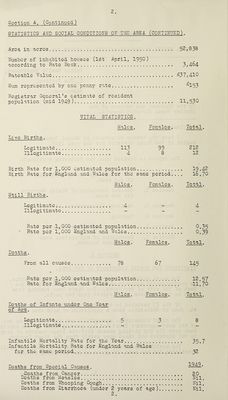 2.
Section A. (Continued)
STATISTICS AND SOCIAL CONDITIONS OF THE AREA (CONTINUED).
Area in acres 52,838
Number of inhabited houses (1st April, 1950)
according to Rate Book 3,464
Rateable Value £37,410
Sum represented by one penny rate £153
Registrar General's estimate of resident
population (mid 1949) 11,530
VITAL STATISTICS.
Males. Females. Total.
Live Births.
Legitimate 113 99 212
Illegitimate 4 8 12
Birth Rate for 1,000 estimated population 19.42
Birth Rate for England and Wales for the same period 16.70
Males. Females. Total.
Still Births.
Legitimate 4 - 4
Illegitimate - - -
Rate per 1,000 estimated population 0.35
Rate per 1,000 England and Wales 0.39
Males. Females. Total.
Deaths.
From all causes 78 67 145
Rate per 1,000 estimated population 12.57
Rate for England and Wales 11.70
Males. Females. Total.
Deaths of Infants under One Year
of Age.
Legitimate 5 3 8
Illegitimate - - -
Infantile Mortality Rate for the Year 35.7
Infantile Mortality Rate for England and Wales
for the same period 32
Deaths from Special Causes. 1949.
Deaths from Cancer 20
Deaths from Measles Nil.
Deaths from Whooping Cough Nil.
Deaths from Diarrhoea (under 2 years of age) Nil.
2.